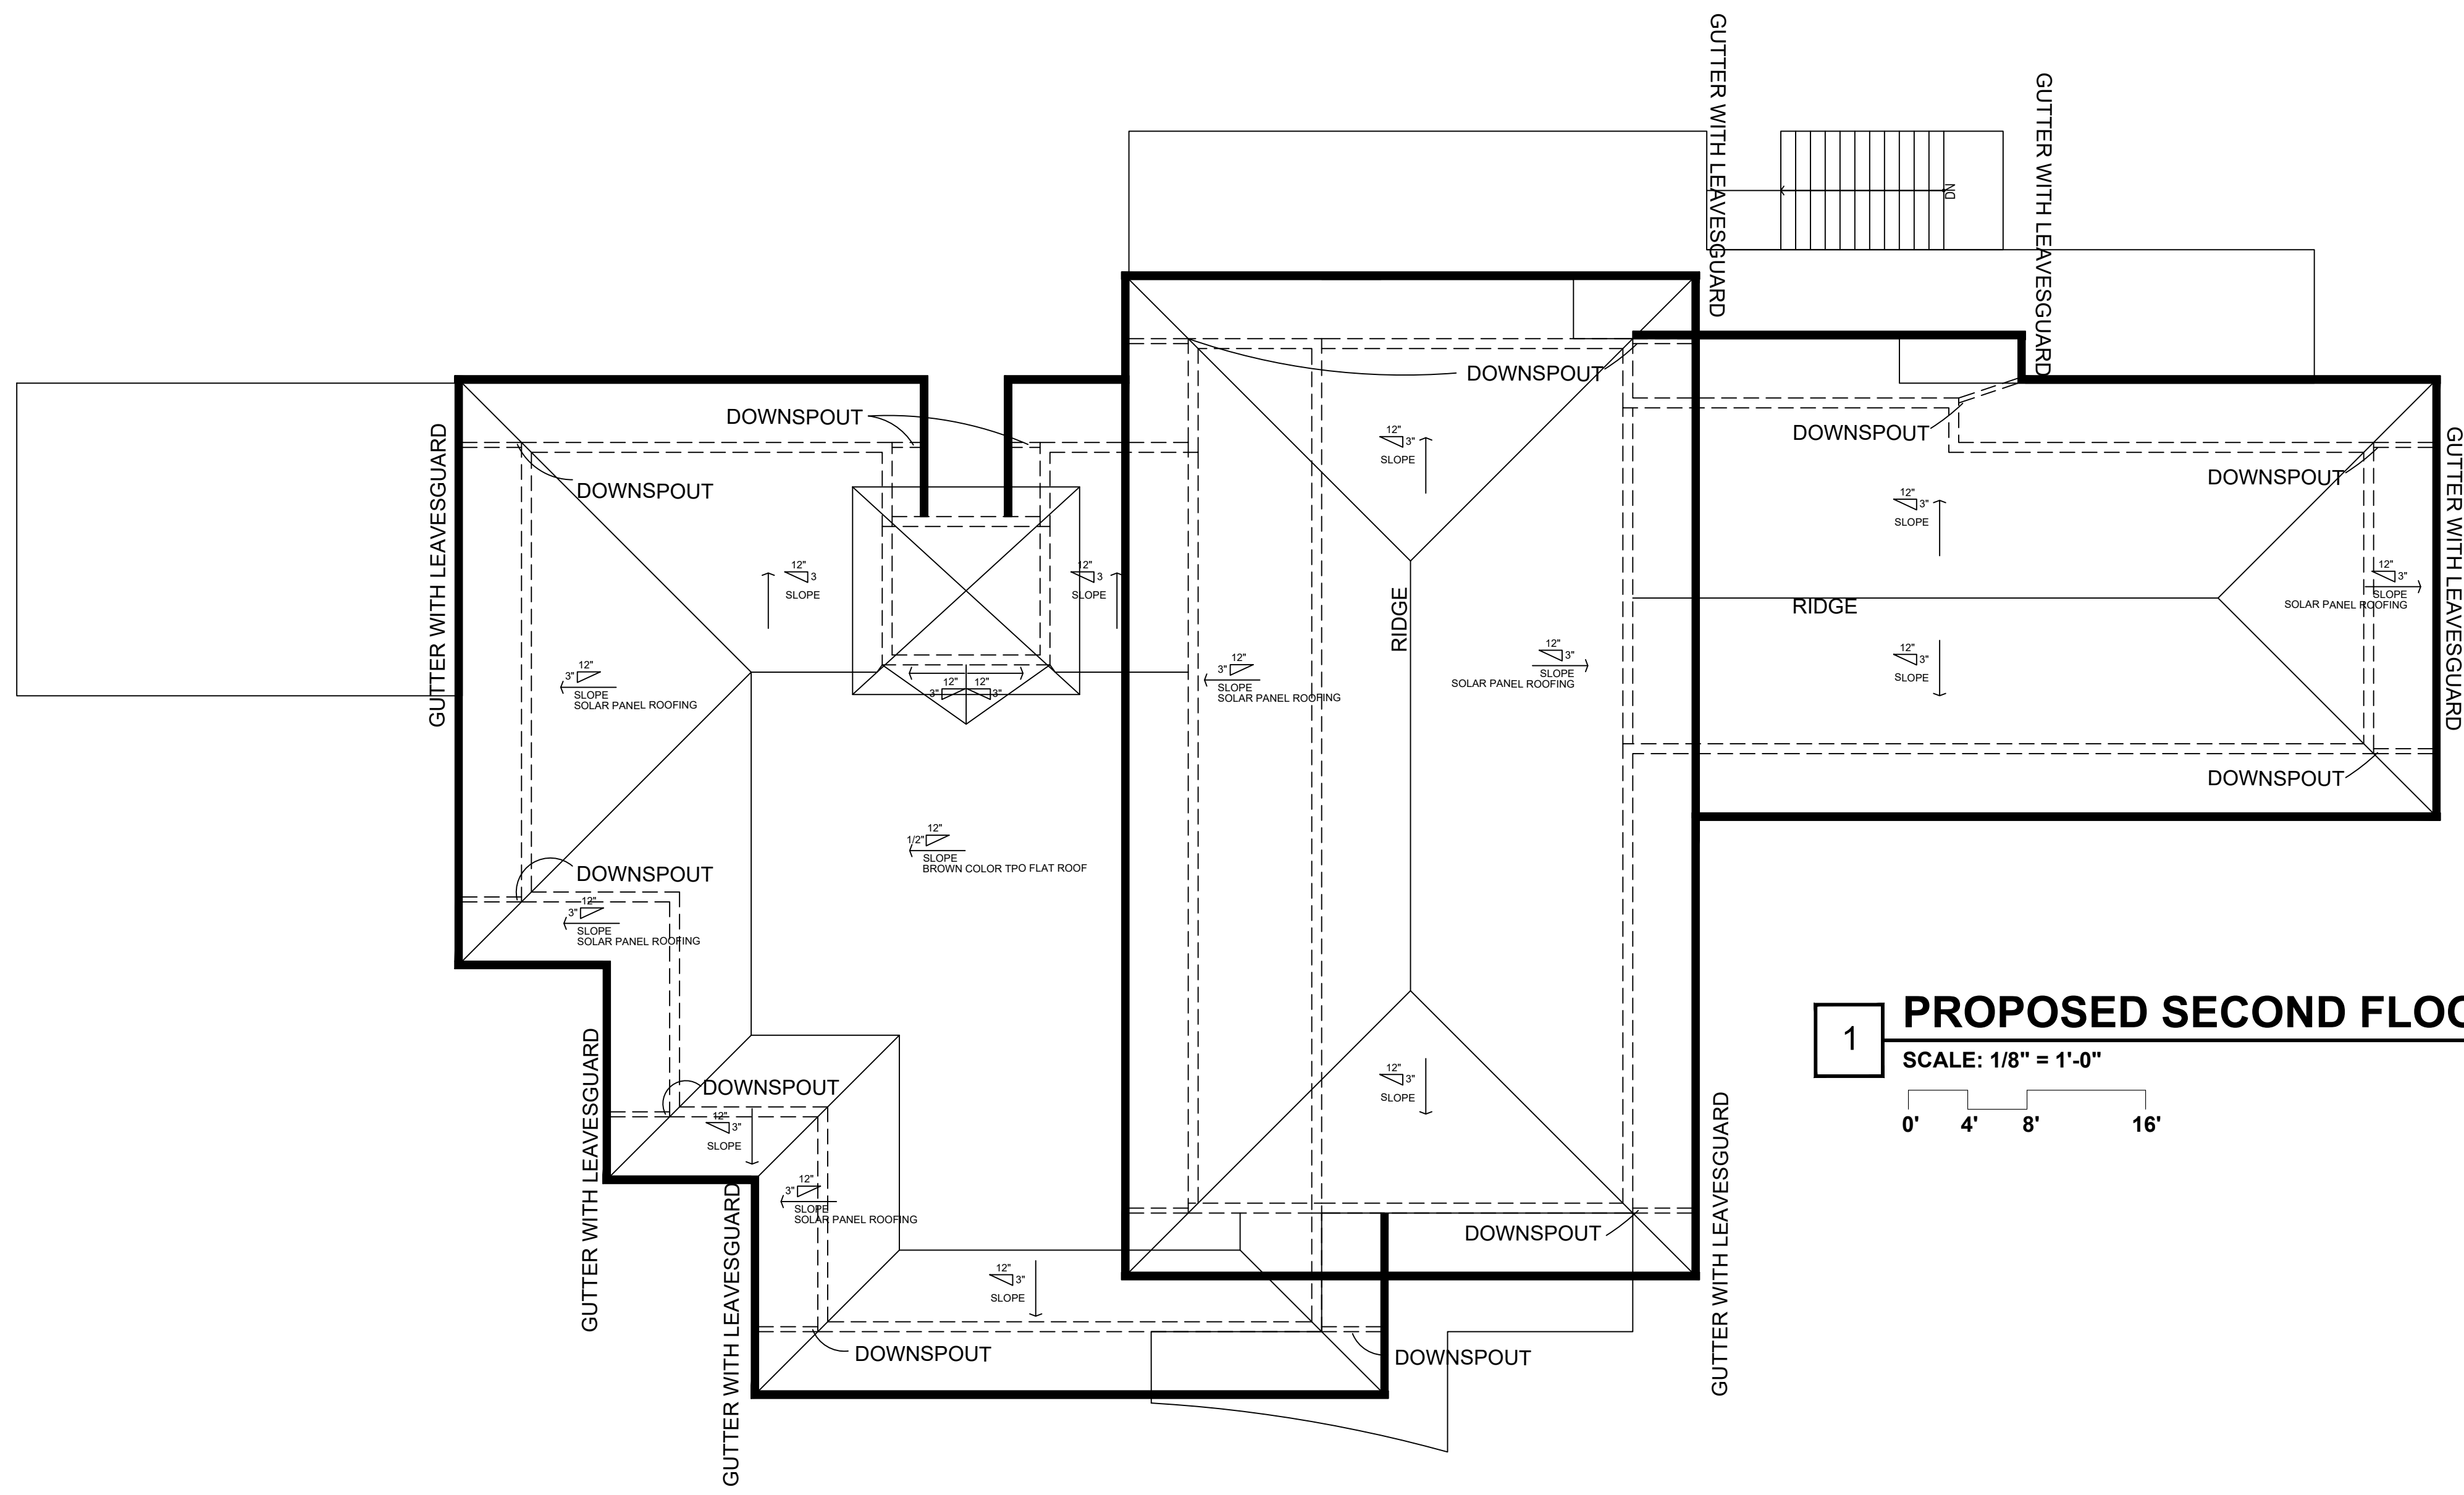 GUTTER WITH LEAVESGUARD
GUTTER WITH LEAVESGUARD
DN
DOWNSPOUT
DOWNSPOUT
DOWNSPOUT
DOWNSPOUT
DOWNSPOUT
GUTTER WITH LEAVESGUARD
GUTTER WITH LEAVESGUARD
12"
3"
SLOPE
12"
3"
SLOPE
12"
3
SLOPE
12"
3
SLOPE
12"
3"
SLOPE
SOLAR PANEL ROOFING
RIDGE
RIDGE
12"
3"
SLOPE
SOLAR PANEL ROOFING
12"
3"
SLOPE
SOLAR PANEL ROOFING
12"
3"
SLOPE
SOLAR PANEL ROOFING
12"
3"
SLOPE
12" 12"
3" 3"
DOWNSPOUT
12"
1/2"
SLOPE
BROWN COLOR TPO FLAT ROOF
DOWNSPOUT
12"
3"
SLOPE
SOLAR PANEL ROOFING
1
PROPOSED SECOND FLOO
SCALE: 1/8" = 1'-0"
0' 4' 8' 16'
GUTTER WITH LEAVESGUARD
DOWNSPOUT
12"
3"
SLOPE
12"
3"
SLOPE
GUTTER WITH LEAVESGUARD
GUTTER WITH LEAVESGUARD
12"
3"
SLOPE
SOLAR PANEL ROOFING
DOWNSPOUT
12"
3"
SLOPE
DOWNSPOUT
DOWNSPOUT